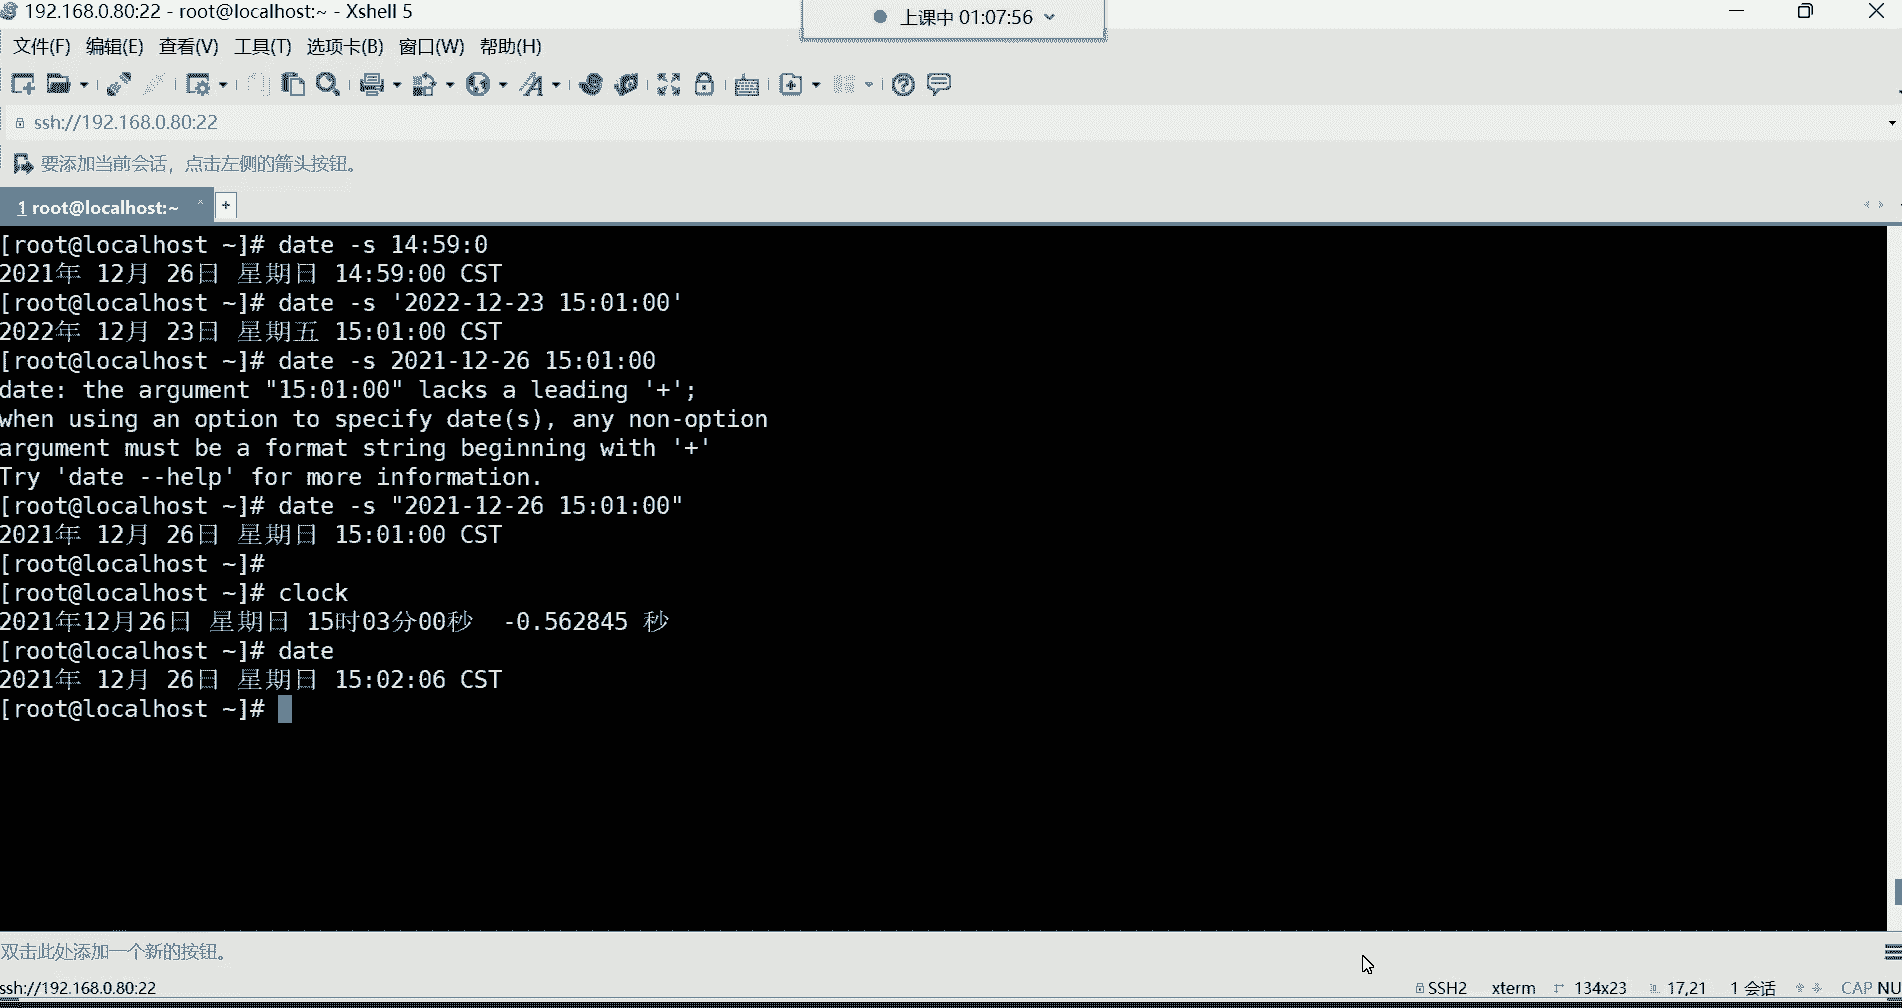 192.168.0.80:22 - root@localhost:~ - Xshell 5
上课中 01:07:56
文件(F) 编辑(E) 查看(V) 工具(T) 选项卡(B) 窗口(W) 帮助(H)
ssh://192.168.0.80:22
要添加当前会话，点击左侧的箭头按钮。
1 root@localhost:~
[root@localhost ~]# date -s 14:59:0
2021年 12月 26日 星期日 14:59:00 CST
[root@localhost ~]# date -s '2022-12-23 15:01:00'
2022年 12月 23日 星期五 15:01:00 CST
[root@localhost ~]# date -s 2021-12-26 15:01:00
date: the argument "15:01:00" lacks a leading '+';
when using an option to specify date(s), any non-option
argument must be a format string beginning with '+'
Try 'date --help' for more information.
[root@localhost ~]# date -s "2021-12-26 15:01:00"
2021年 12月 26日 星期日 15:01:00 CST
[root@localhost ~]#
[root@localhost ~]# clock
2021年12月26日 星期日 15时03分00秒  -0.562845 秒
[root@localhost ~]# date
2021年 12月 26日 星期日 15:02:06 CST
[root@localhost ~]#
双击此处添加一个新的按钮。
ssh://192.168.0.80:22 SSH2 xterm 134x23 17,21 1 会话 CAP NU